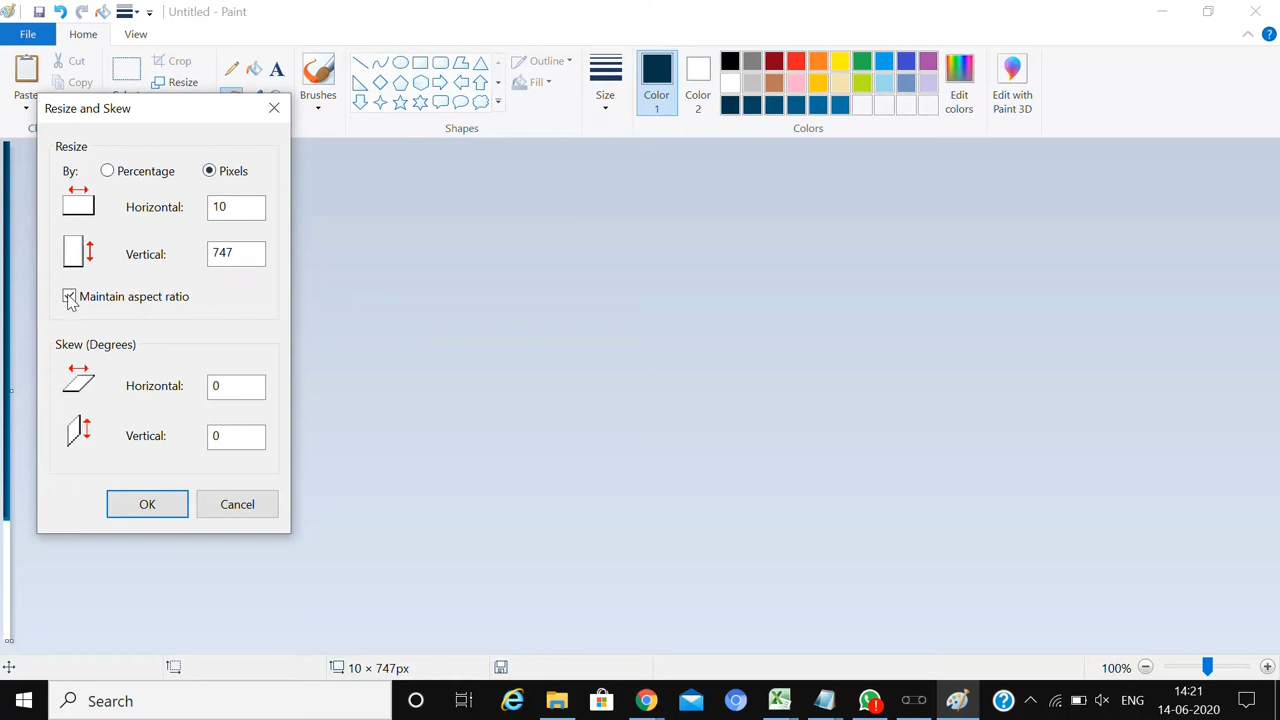 Untitled - Paint
File
Home
View
Paste
Cut
Copy
Crop
Resize
Brushes
Outline
Fill
Shapes
Size
Color
1
Color
2
Edit
colors
Edit with
Paint 3D
Colors
Resize and Skew
Resize
By:
Percentage
Pixels
Horizontal:
10
Vertical:
747
Maintain aspect ratio
Skew (Degrees)
Horizontal:
0
Vertical:
0
OK
Cancel
10 × 747px
100%
Search
ENG
14:21
14-06-2020